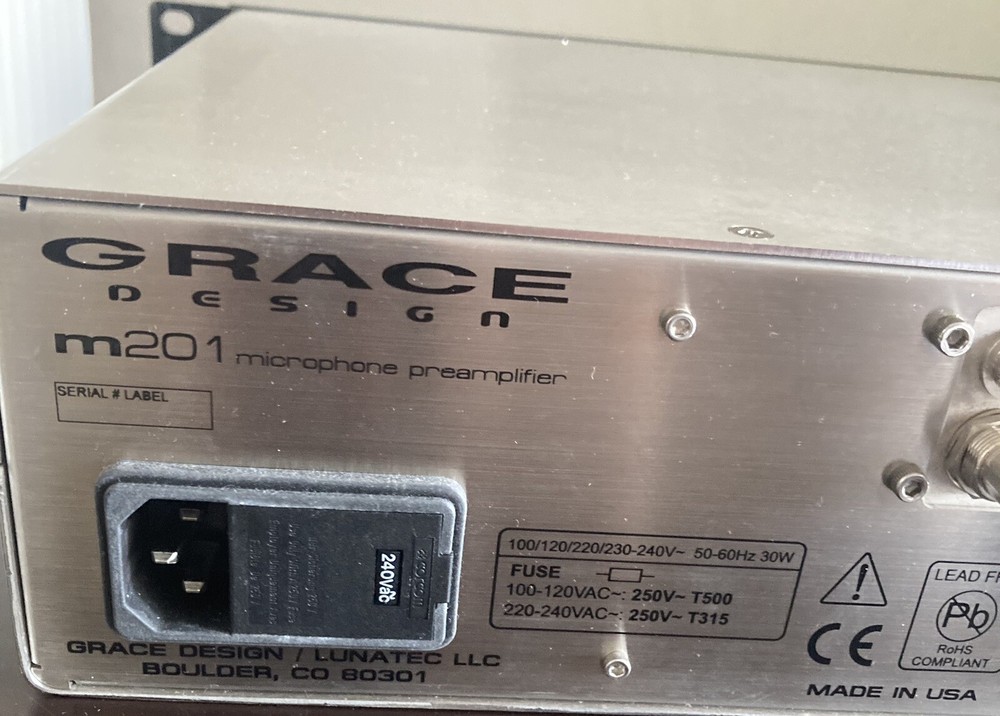 GRACE
DESIGN
m201 microphone preamplifier
SERIAL # LABEL
240Vac
100/120/220/230-240V~ 50-60Hz 30W
FUSE
100-120VAC~: 250V~ T500
220-240VAC~: 250V~ T315
GRACE DESIGN / LUNATEC LLC
BOULDER, CO 80301
CE
LEAD
Pb
RoHS
COMPLIANT
MADE IN USA